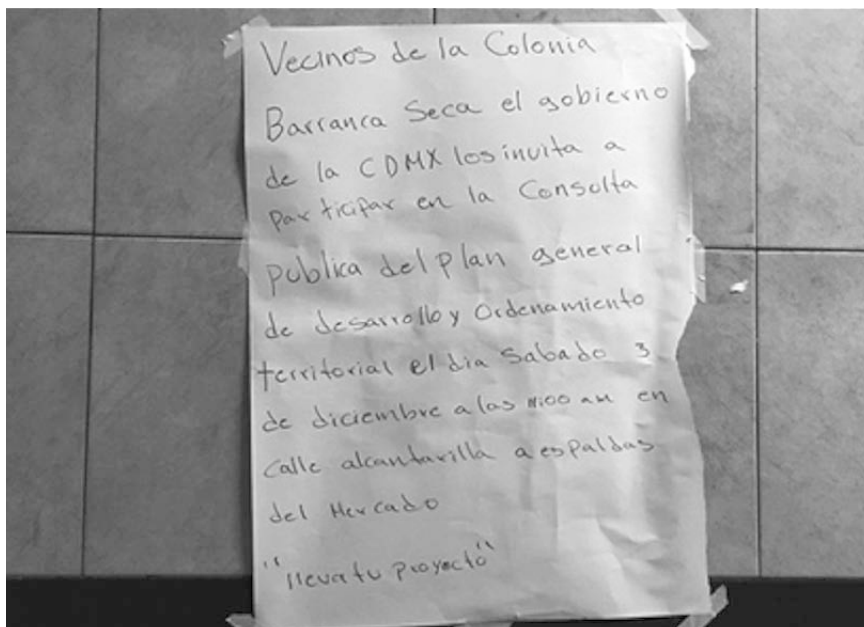 Vecinos de la Colonia
Barranca Seca el gobierno
de la CDMX los invita a
participar en la Consulta
publica del plan general
de desarrollo y Ordenamiento
territorial el dia Sabado 3
de diciembre a las 11:00 am en
Calle alcantarilla a espaldas
del Mercado
"lleva tu proyecto"